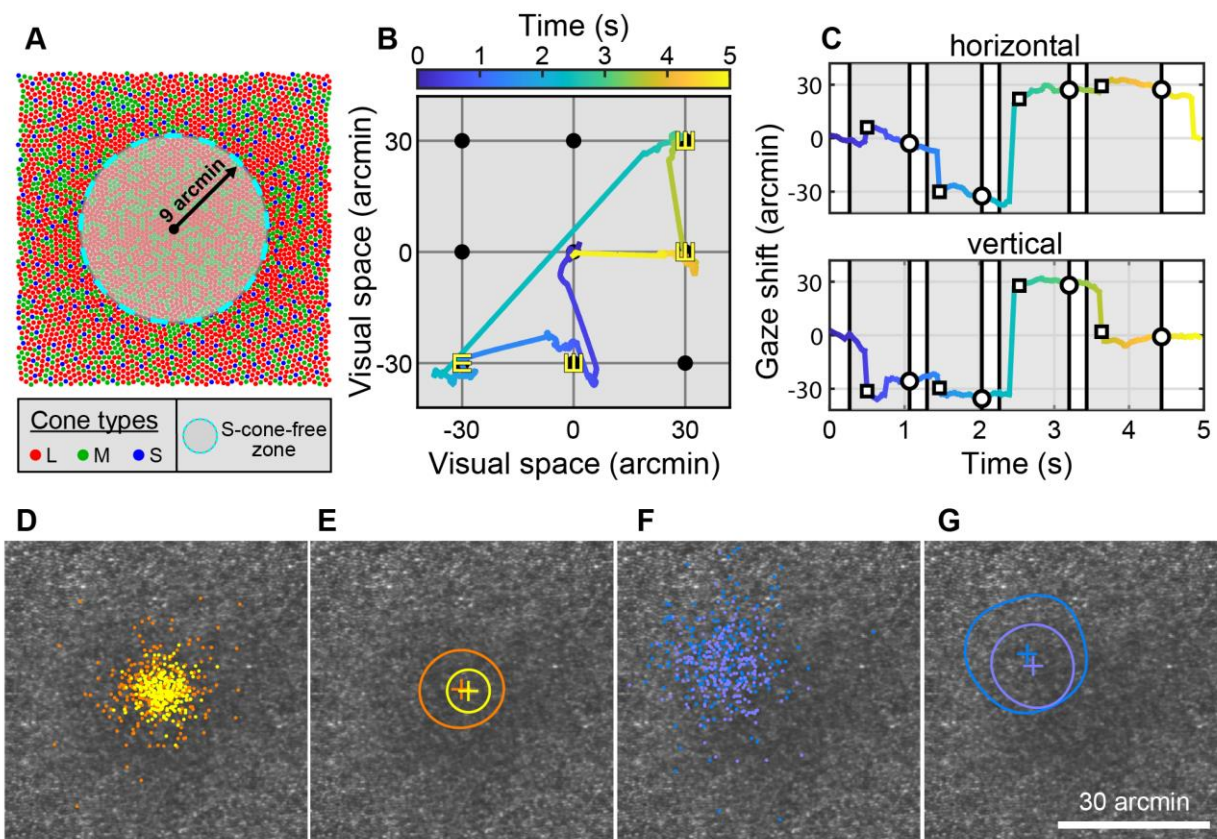 A
9 arcmin
Cone types
L M S
S-cone-free
zone
B
Time (s)
0 1 2 3 4 5
Visual space (arcmin)
30
0
-30
E
-30 0 30
Visual space (arcmin)
C
horizontal
30
0
-30
vertical
30
0
-30
Gaze shift (arcmin)
0 1 2 3 4 5
Time (s)
D
E
F
G
30 arcmin